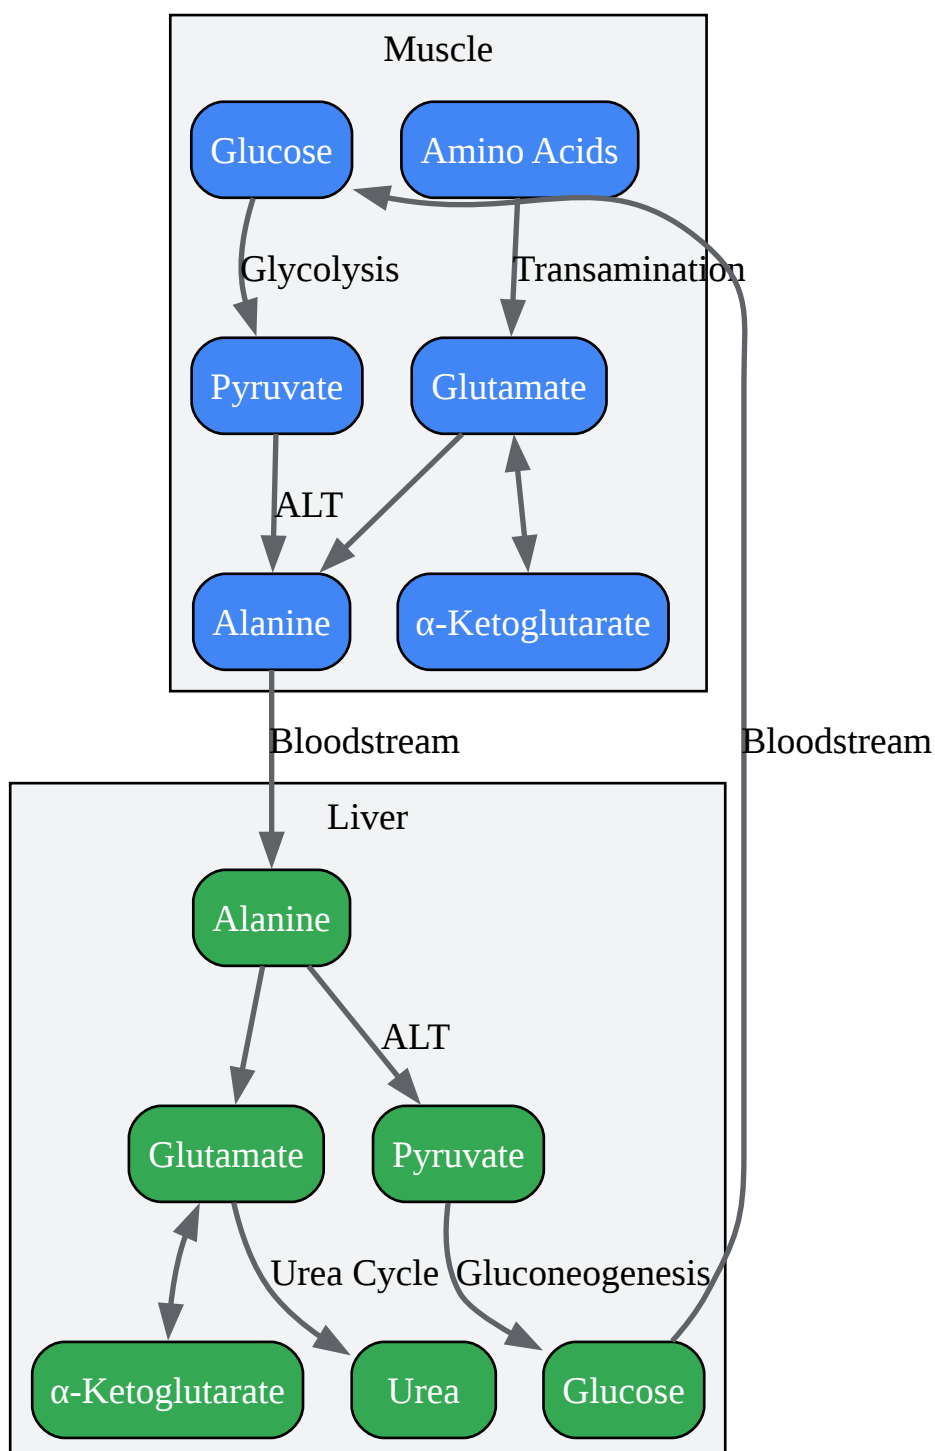 Muscle
Glucose
Amino Acids
Glycolysis
Transamination
Pyruvate
Glutamate
ALT
Alanine
α-Ketoglutarate
Bloodstream
Bloodstream
Liver
Alanine
ALT
Glutamate
Pyruvate
Urea Cycle
Gluconeogenesis
α-Ketoglutarate
Urea
Glucose